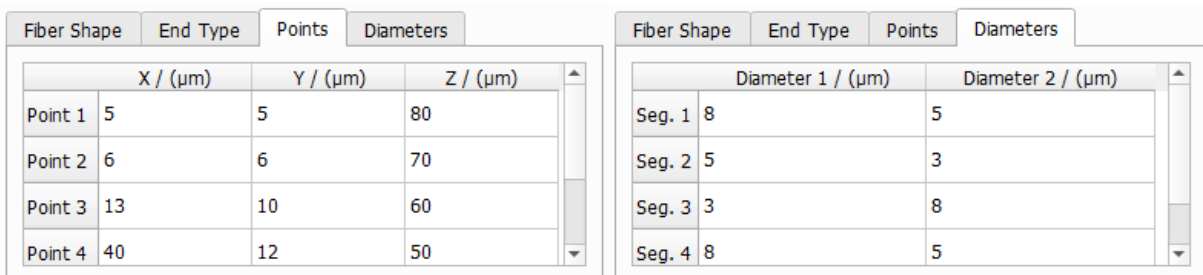 Fiber Shape End Type Points Diameters
X / (µm) Y / (µm) Z / (µm)
Point 1 5 5 80
Point 2 6 6 70
Point 3 13 10 60
Point 4 40 12 50
Fiber Shape End Type Points Diameters
Diameter 1 / (µm) Diameter 2 / (µm)
Seg. 1 8 5
Seg. 2 5 3
Seg. 3 3 8
Seg. 4 8 5